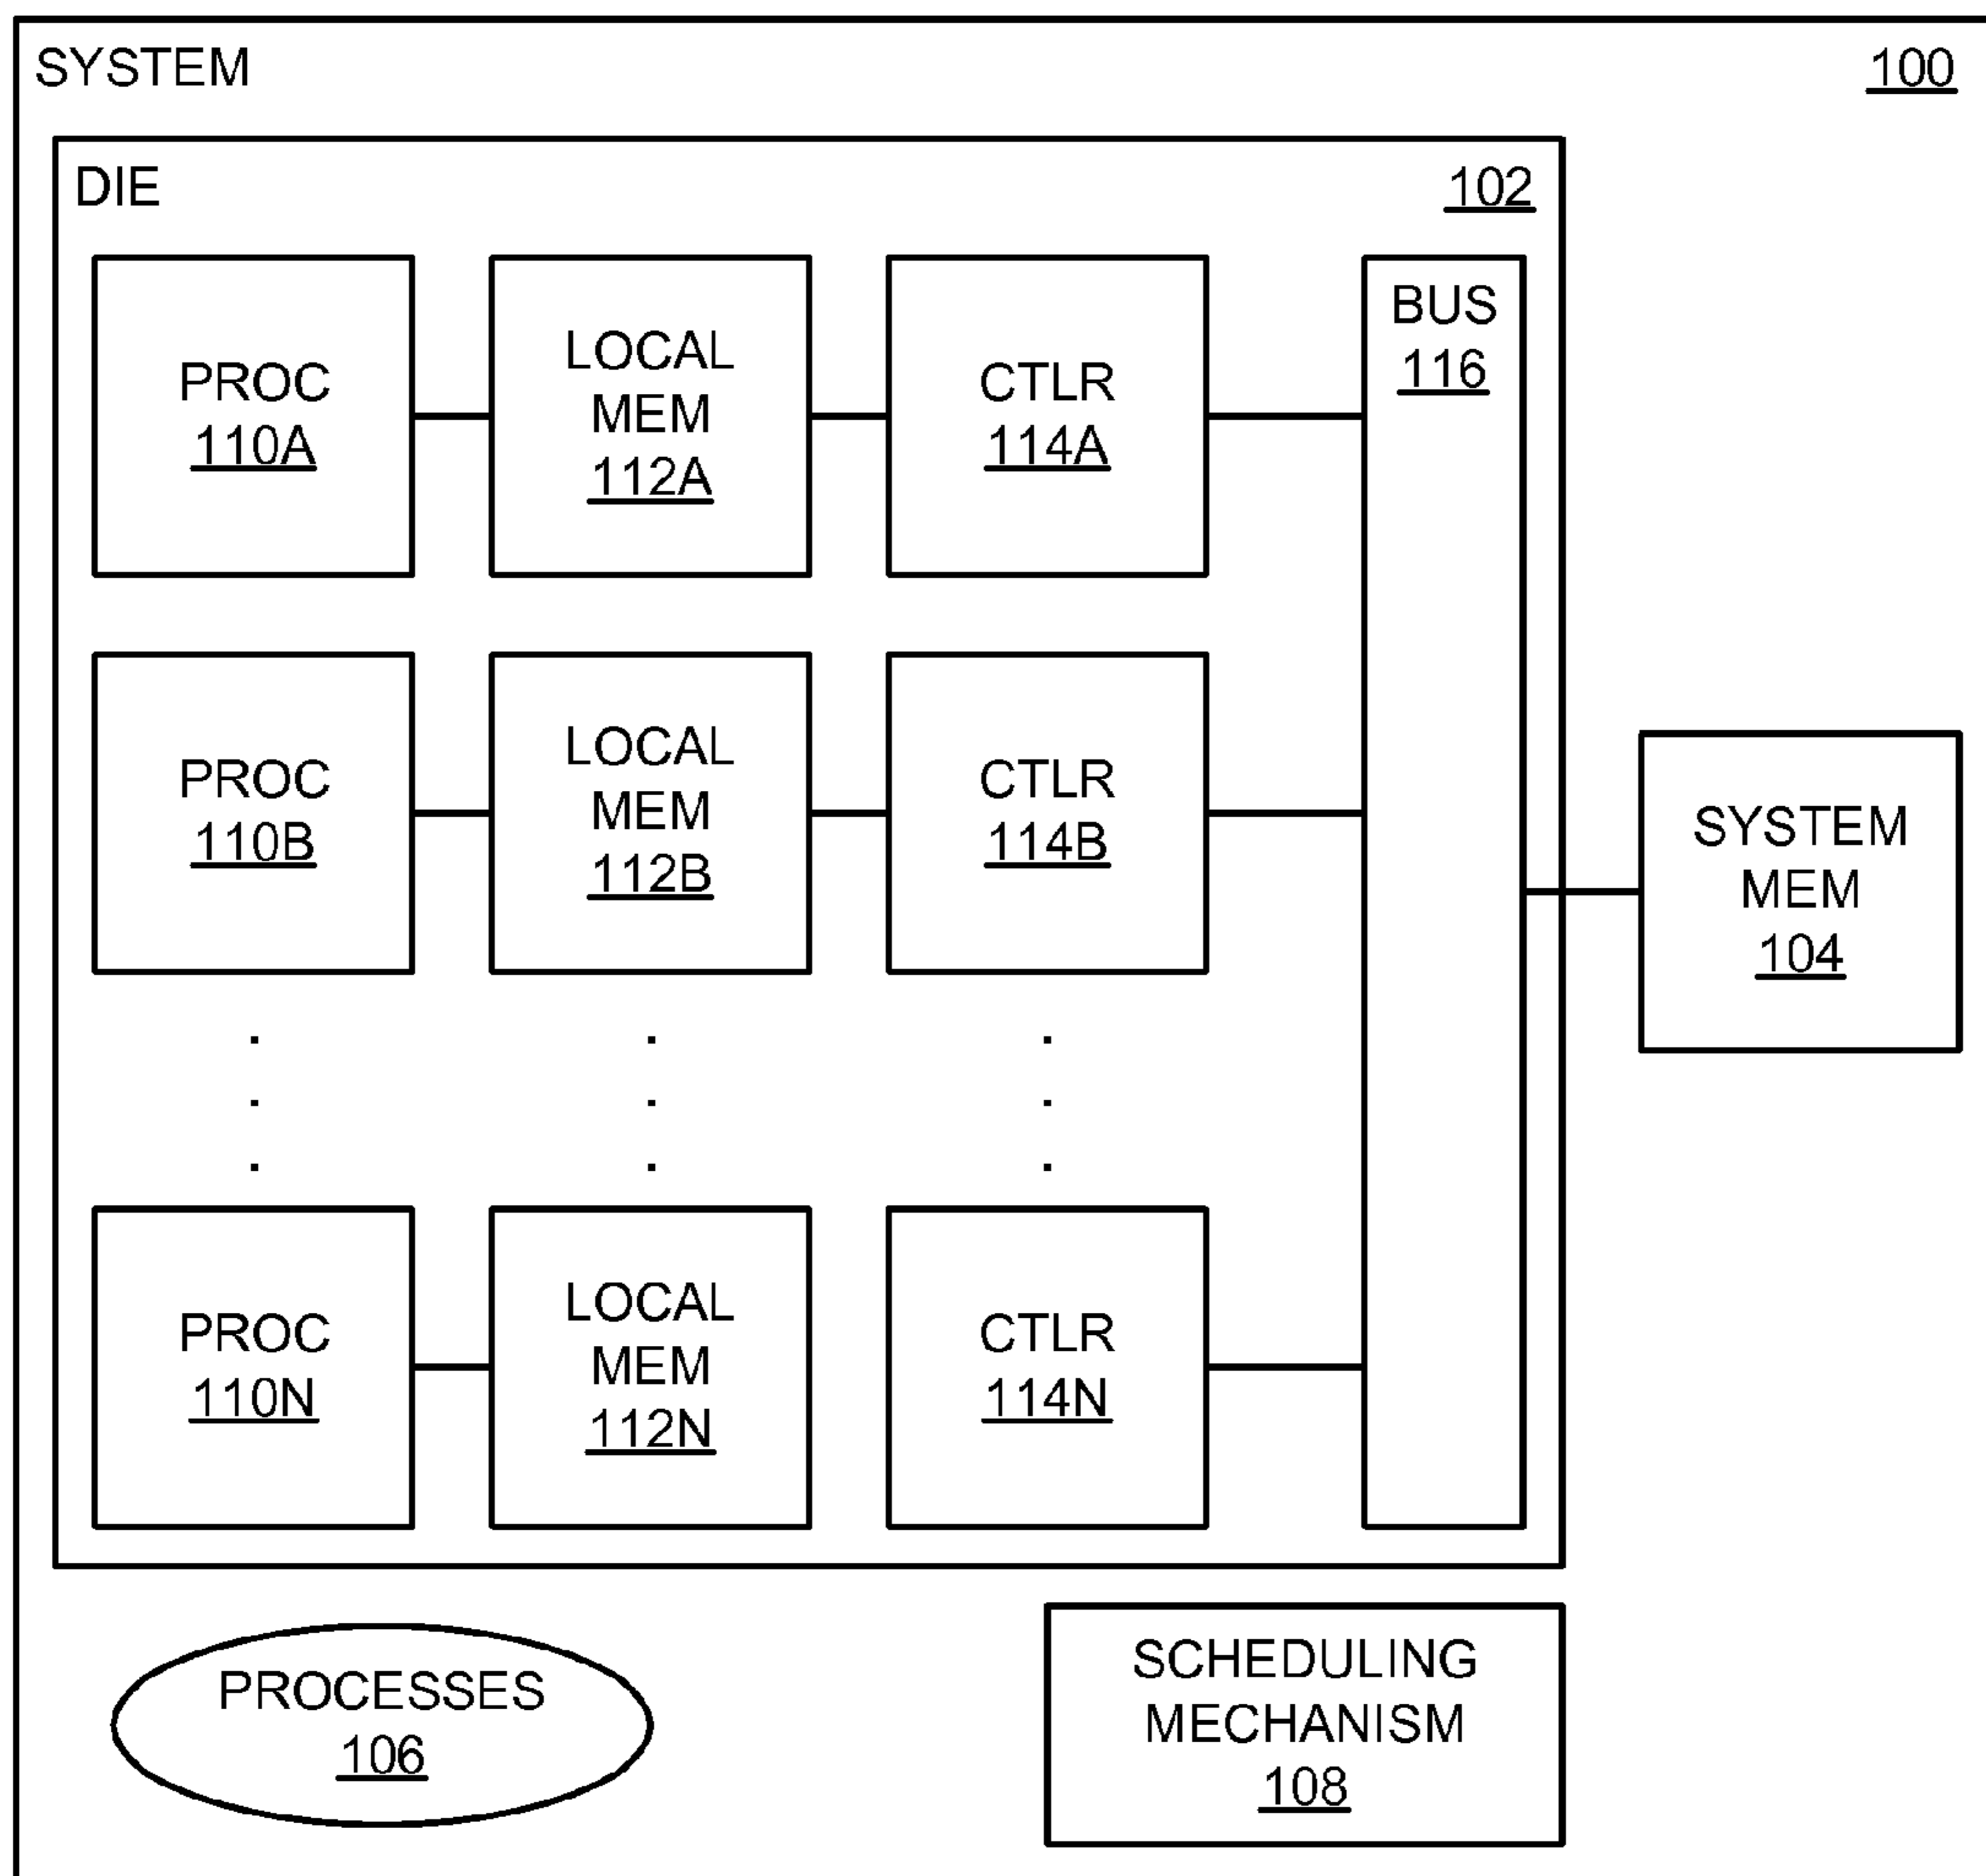 SYSTEM
100
DIE
102
PROC
110A
LOCAL
MEM
112A
CTLR
114A
BUS
116
PROC
110B
LOCAL
MEM
112B
CTLR
114B
SYSTEM
MEM
104
PROC
110N
LOCAL
MEM
112N
CTLR
114N
PROCESSES
106
SCHEDULING
MECHANISM
108